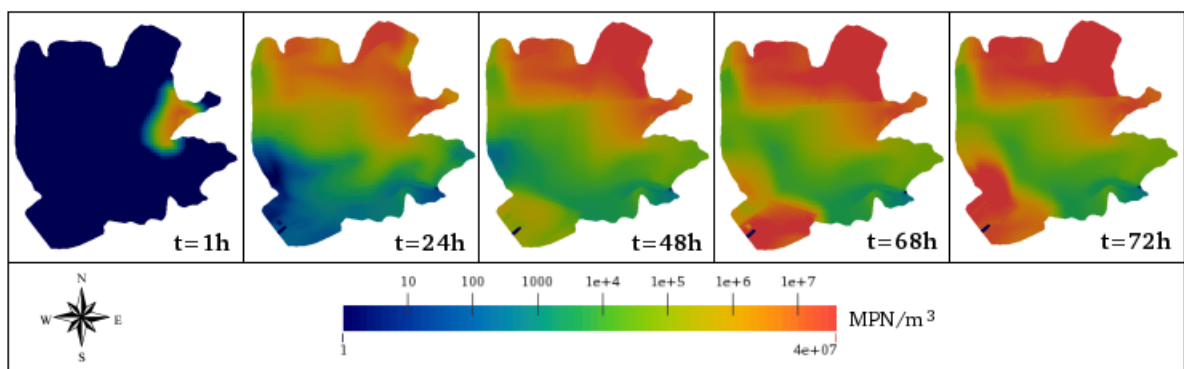 t=1h
t=24h
t=48h
t=68h
t=72h
N
W E
S
10 100 1000 1e+4 1e+5 1e+6 1e+7
MPN/m³
1 4e+07